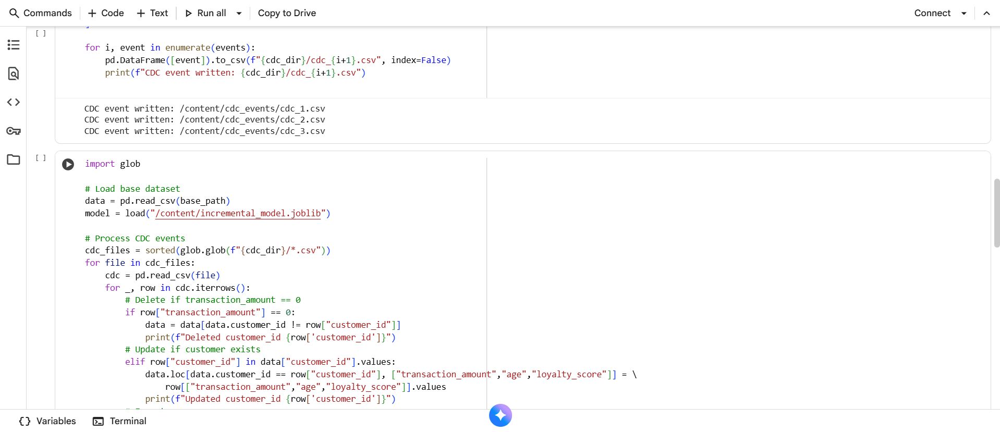 Commands + Code + Text Run all Copy to Drive Connect
[ ]
for i, event in enumerate(events):
    pd.DataFrame([event]).to_csv(f"{cdc_dir}/cdc_{i+1}.csv", index=False)
    print(f"CDC event written: {cdc_dir}/cdc_{i+1}.csv")
CDC event written: /content/cdc_events/cdc_1.csv
CDC event written: /content/cdc_events/cdc_2.csv
CDC event written: /content/cdc_events/cdc_3.csv
[ ]
import glob
# Load base dataset
data = pd.read_csv(base_path)
model = load("/content/incremental_model.joblib")
# Process CDC events
cdc_files = sorted(glob.glob(f"{cdc_dir}/*.csv"))
for file in cdc_files:
    cdc = pd.read_csv(file)
    for _, row in cdc.iterrows():
        # Delete if transaction_amount == 0
        if row["transaction_amount"] == 0:
            data = data[data.customer_id != row["customer_id"]]
            print(f"Deleted customer_id {row['customer_id']}")
        # Update if customer exists
        elif row["customer_id"] in data["customer_id"].values:
            data.loc[data.customer_id == row["customer_id"], ["transaction_amount","age","loyalty_score"]] = \
                row[["transaction_amount","age","loyalty_score"]].values
            print(f"Updated customer_id {row['customer_id']}")
{} Variables Terminal